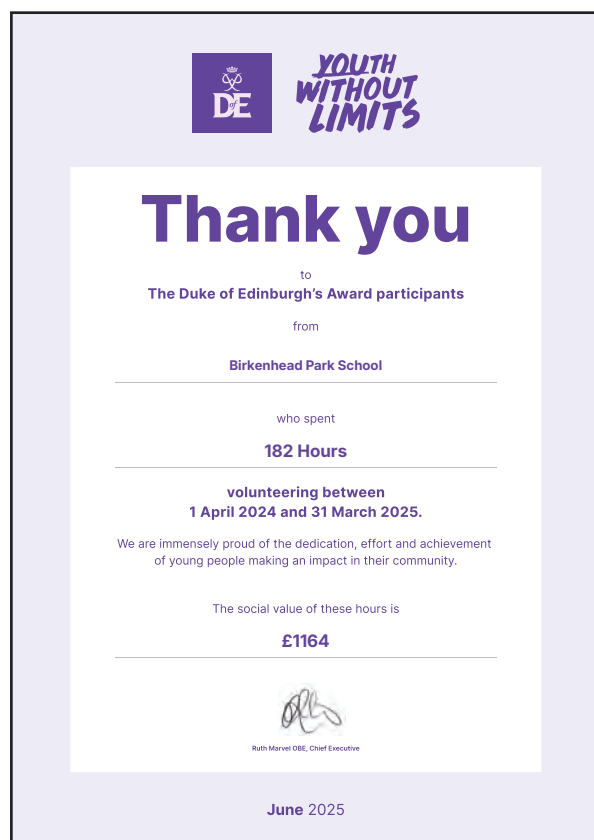 DofE
YOUTH
WITHOUT
LIMITS
Thank you
to
The Duke of Edinburgh’s Award participants
from
Birkenhead Park School
who spent
182 Hours
volunteering between
1 April 2024 and 31 March 2025.
We are immensely proud of the dedication, effort and achievement
of young people making an impact in their community.
The social value of these hours is
£1164
Ruth Marvel OBE, Chief Executive
June 2025